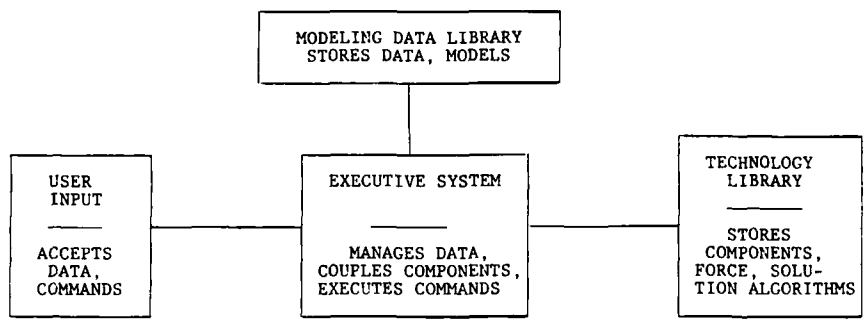 MODELING DATA LIBRARY
STORES DATA, MODELS
USER
INPUT
ACCEPTS
DATA,
COMMANDS
EXECUTIVE SYSTEM
MANAGES DATA,
COUPLES COMPONENTS,
EXECUTES COMMANDS
TECHNOLOGY
LIBRARY
STORES
COMPONENTS,
FORCE, SOLU-
TION ALGORITHMS